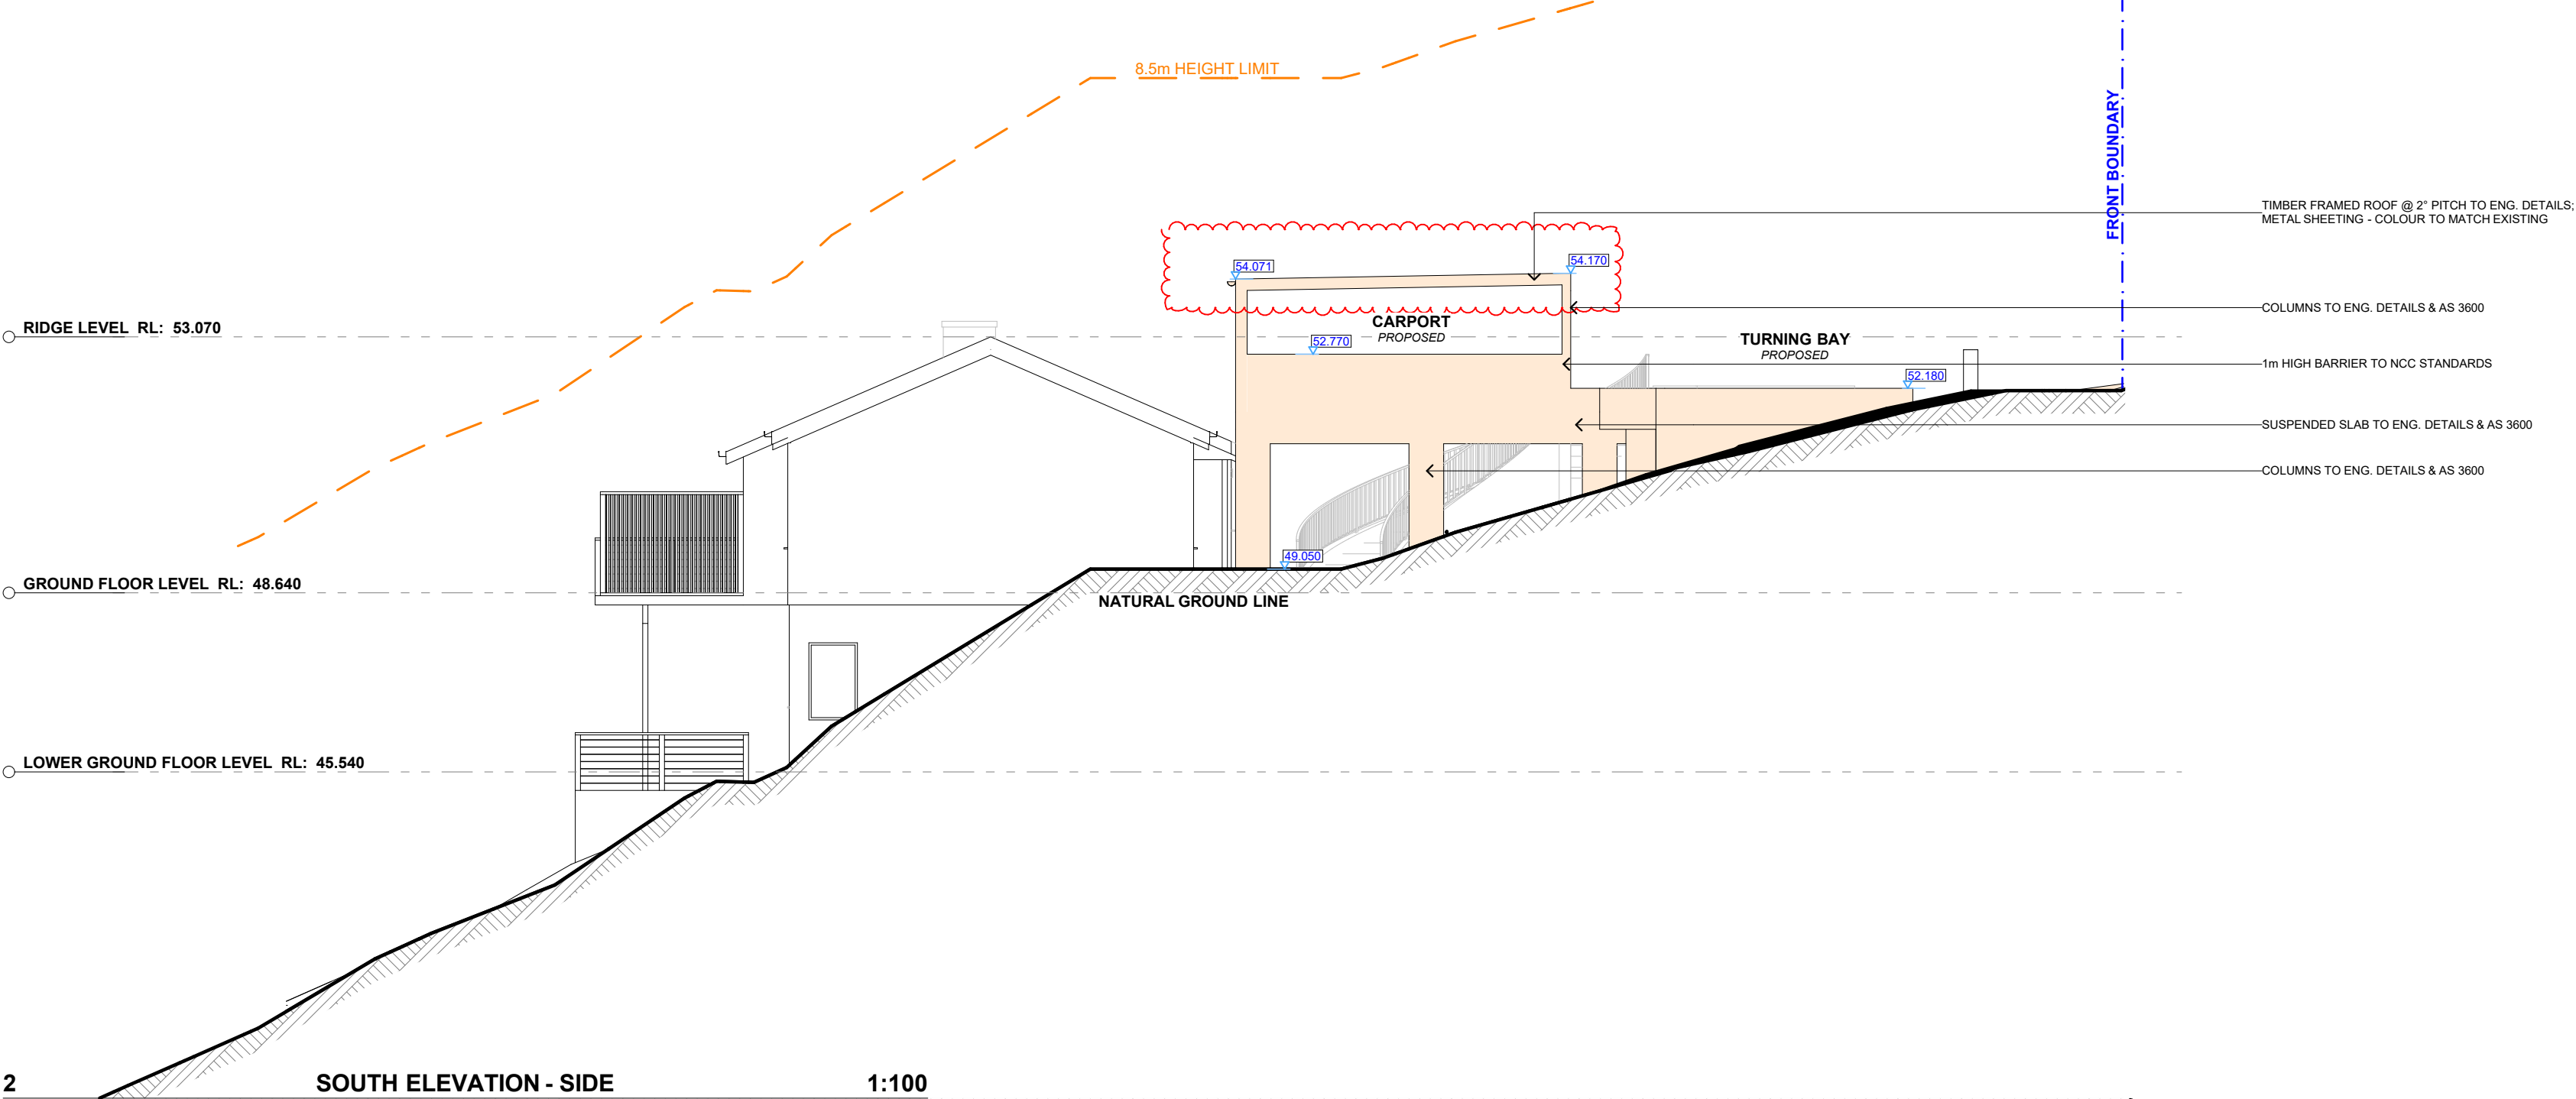 8.5m HEIGHT LIMIT
FRONT BOUNDARY
TIMBER FRAMED ROOF @ 2° PITCH TO ENG. DETAILS;
METAL SHEETING - COLOUR TO MATCH EXISTING
54.071
54.170
COLUMNS TO ENG. DETAILS & AS 3600
RIDGE LEVEL RL: 53.070
CARPORT
PROPOSED
52.770
TURNING BAY
PROPOSED
1m HIGH BARRIER TO NCC STANDARDS
52.180
SUSPENDED SLAB TO ENG. DETAILS & AS 3600
COLUMNS TO ENG. DETAILS & AS 3600
49.050
GROUND FLOOR LEVEL RL: 48.640
NATURAL GROUND LINE
LOWER GROUND FLOOR LEVEL RL: 45.540
2 SOUTH ELEVATION - SIDE 1:100